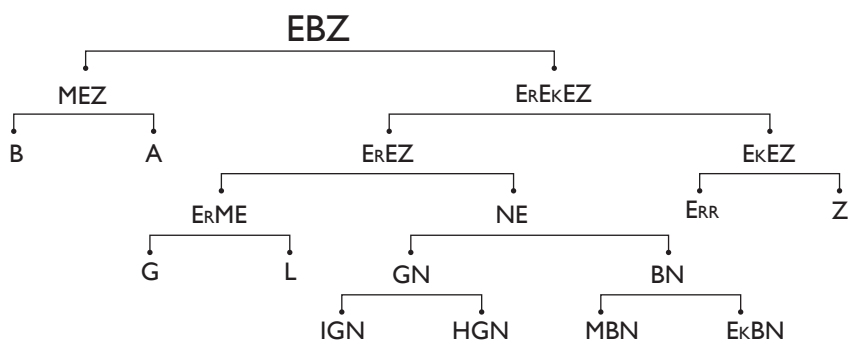 EBZ
MEZ EREKEZ
B A EREZ EKEZ
ERME NE ERR Z
G L GN BN
IGN HGN MBN EKBN